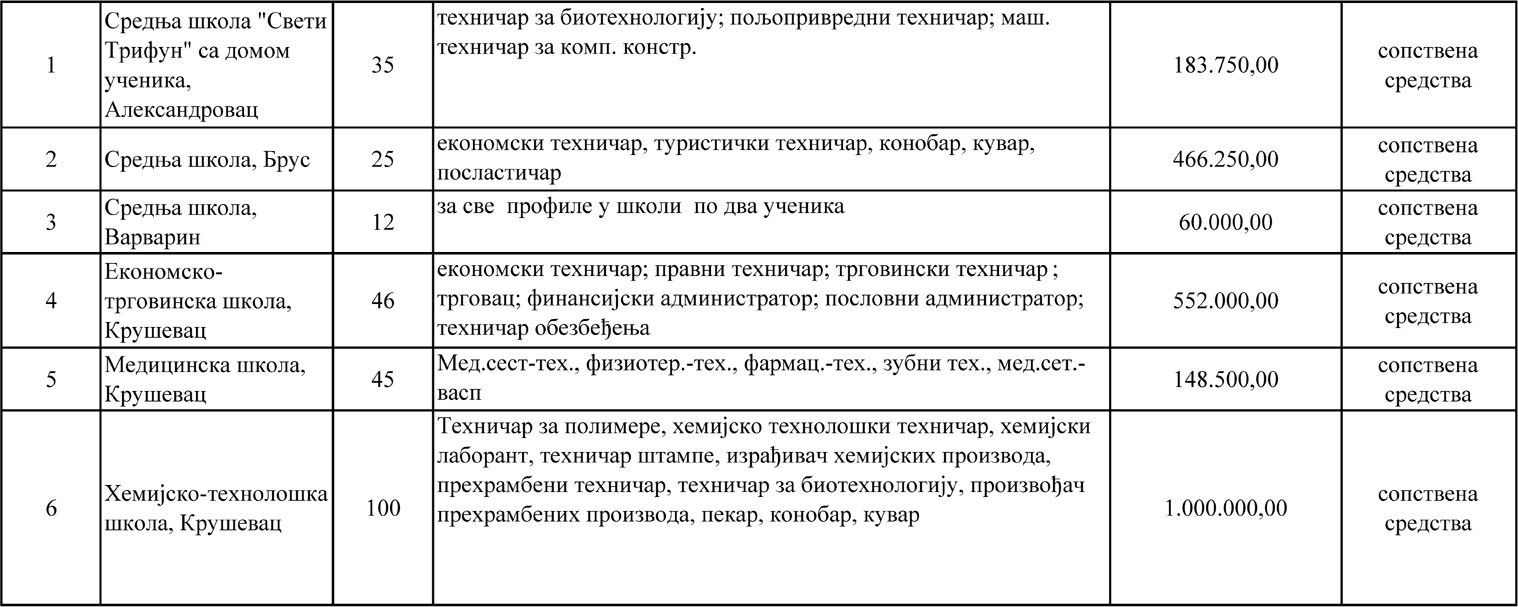 1
Средња школа "Свети
Трифун" са домом
ученика,
Александровац
35
техничар за биотехнологију; пољопривредни техничар; маш.
техничар за комп. констр.
183.750,00
сопствена
средства
2
Средња школа, Брус
25
економски техничар, туристички техничар, конобар, кувар,
посластичар
466.250,00
сопствена
средства
3
Средња школа,
Варварин
12
за све  профиле у школи  по два ученика
60.000,00
сопствена
средства
4
Економско-
трговинска школа,
Крушевац
46
економски техничар; правни техничар; трговински техничар ;
трговац; финансијски администратор; пословни администратор;
техничар обезбеђења
552.000,00
сопствена
средства
5
Медицинска школа,
Крушевац
45
Мед.сест-тех., физиотер.-тех., фармац.-тех., зубни тех., мед.сет.-
васп
148.500,00
сопствена
средства
6
Хемијско-технолошка
школа, Крушевац
100
Техничар за полимере, хемијско технолошки техничар, хемијски
лаборант, техничар штампе, израђивач хемијских производа,
прехрамбени техничар, техничар за биотехнологију, произвођач
прехрамбених производа, пекар, конобар, кувар
1.000.000,00
сопствена
средства